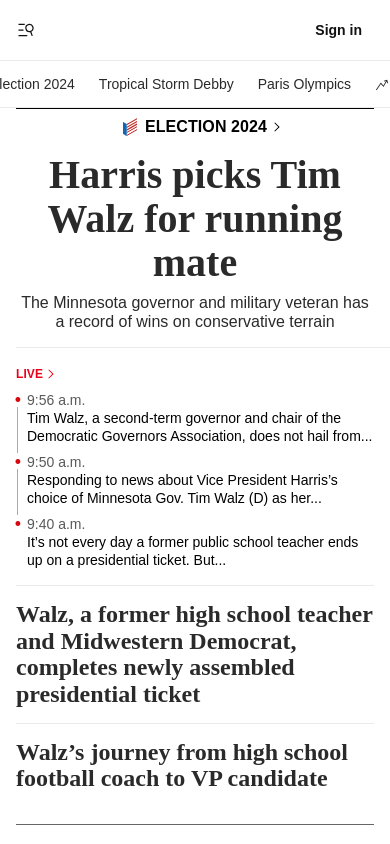 Sign in
lection 2024 Tropical Storm Debby Paris Olympics
ELECTION 2024
Harris picks Tim
Walz for running
mate
The Minnesota governor and military veteran has
a record of wins on conservative terrain
LIVE
9:56 a.m.
Tim Walz, a second-term governor and chair of the
Democratic Governors Association, does not hail from...
9:50 a.m.
Responding to news about Vice President Harris’s
choice of Minnesota Gov. Tim Walz (D) as her...
9:40 a.m.
It’s not every day a former public school teacher ends
up on a presidential ticket. But...
Walz, a former high school teacher
and Midwestern Democrat,
completes newly assembled
presidential ticket
Walz’s journey from high school
football coach to VP candidate